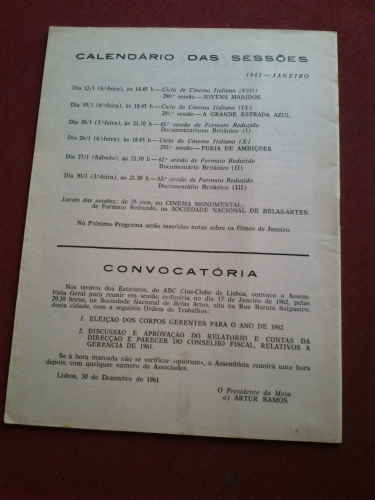 CALENDÁRIO DAS SESSÕES
1962 — JANEIRO
Dia 12/1 (6.ª-feira), às 18.45 h — Ciclo de Cinema Italiano (VIII)
290.ª sessão — JOVENS MARIDOS
Dia 19/1 (6.ª-feira), às 18.45 h — Ciclo de Cinema Italiano (IX)
291.ª sessão — A GRANDE ESTRADA AZUL
Dia 23/1 (3.ª-feira), às 21.30 h — 61.ª sessão de Formato Reduzido
Documentarismo Britânico (I)
Dia 26/1 (6.ª-feira), às 18.45 h — Ciclo de Cinema Italiano (X)
292.ª sessão — FURIA DE AMBIÇÕES
Dia 27/1 (Sábado), às 21.30 h — 62.ª sessão de Formato Reduzido
Documentário Britânico (II)
Dia 30/1 (3.ª-feira), às 21.30 h — 63.ª sessão de Formato Reduzido
Documentário Britânico (III)
Locais das sessões: de 35 mm, no CINEMA MONUMENTAL;
de Formato Reduzido, na SOCIEDADE NACIONAL DE BELAS-ARTES.
No Próximo Programa serão inseridas notas sobre os filmes de Janeiro.
CONVOCATÓRIA
Nos termos dos Estatutos, do ABC Cine-Clube de Lisboa, convoco a Assem-
bleia Geral para reunir em sessão ordinária no dia 17 de Janeiro de 1962, pelas
20,30 horas, na Sociedade Nacional de Belas Artes, sita na Rua Barata Salgueiro,
desta cidade, com a seguinte Ordem de Trabalhos:
1. ELEIÇÃO DOS CORPOS GERENTES PARA O ANO DE 1962
2. DISCUSSÃO E APROVAÇÃO DO RELATORIO E CONTAS DA
DIRECÇÃO E PARECER DO CONSELHO FISCAL, RELATIVOS À
GERENCIA DE 1961.
Se à hora marcada não se verificar «quorum», a Assembleia reunirá uma hora
depois, com qualquer número de Associados.
Lisboa, 30 de Dezembro de 1961
O Presidente da Mesa
a) ARTUR RAMOS